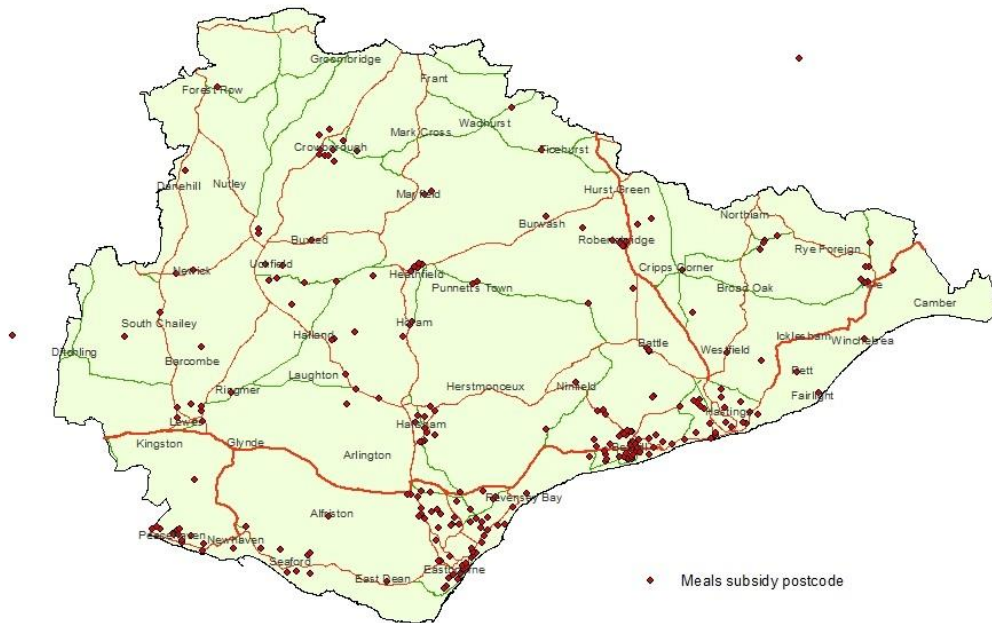 Groombridge
Frant
Forest Row
Wadhurst
Mark Cross
Crowborough
Ticehurst
Danehill
Nutley
Mayfield
Hurst Green
Northiam
Burwash
Buxted
Robertsbridge
Rye Foreign
Newick
Uckfield
Heathfield
Cripps Corner
Punnett's Town
Broad Oak
Rye
Camber
South Chailey
Halland
Horam
Icklesham
Winchelsea
Ditchling
Barcombe
Battle
Westfield
Laughton
Pett
Ringmer
Herstmonceux
Ninfield
Fairlight
Lewes
Hailsham
Hastings
Kingston
Glynde
Arlington
Bexhill
Pevensey Bay
Alfriston
Peacehaven
Newhaven
Seaford
East Dean
Eastbourne
Meals subsidy postcode